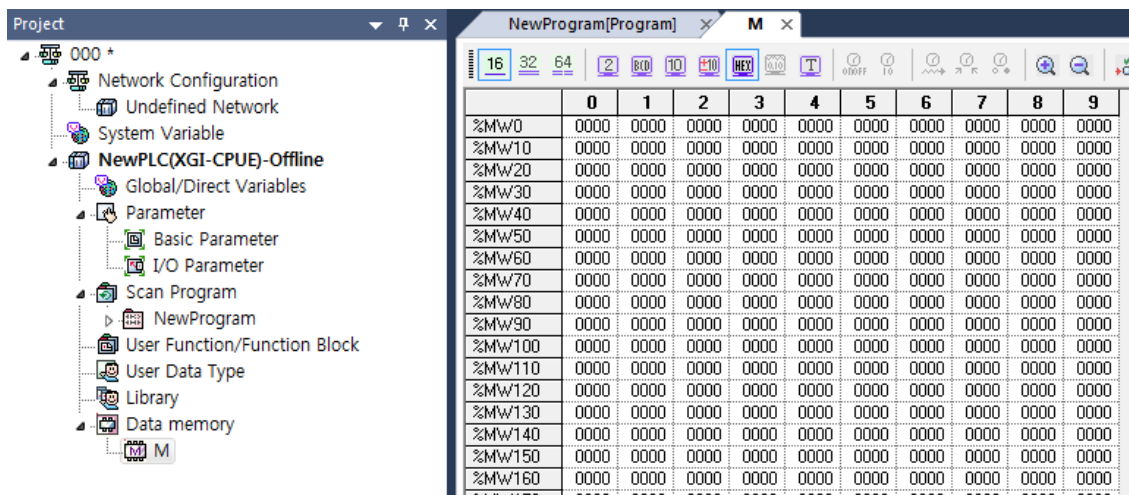 Project
000 *
Network Configuration
Undefined Network
System Variable
NewPLC(XGI-CPUE)-Offline
Global/Direct Variables
Parameter
Basic Parameter
I/O Parameter
Scan Program
NewProgram
User Function/Function Block
User Data Type
Library
Data memory
M
NewProgram[Program] M
16 32 64 2 BCD 10 ±10 HEX T
0 1 2 3 4 5 6 7 8 9
%MW0 0000 0000 0000 0000 0000 0000 0000 0000 0000 0000
%MW10 0000 0000 0000 0000 0000 0000 0000 0000 0000 0000
%MW20 0000 0000 0000 0000 0000 0000 0000 0000 0000 0000
%MW30 0000 0000 0000 0000 0000 0000 0000 0000 0000 0000
%MW40 0000 0000 0000 0000 0000 0000 0000 0000 0000 0000
%MW50 0000 0000 0000 0000 0000 0000 0000 0000 0000 0000
%MW60 0000 0000 0000 0000 0000 0000 0000 0000 0000 0000
%MW70 0000 0000 0000 0000 0000 0000 0000 0000 0000 0000
%MW80 0000 0000 0000 0000 0000 0000 0000 0000 0000 0000
%MW90 0000 0000 0000 0000 0000 0000 0000 0000 0000 0000
%MW100 0000 0000 0000 0000 0000 0000 0000 0000 0000 0000
%MW110 0000 0000 0000 0000 0000 0000 0000 0000 0000 0000
%MW120 0000 0000 0000 0000 0000 0000 0000 0000 0000 0000
%MW130 0000 0000 0000 0000 0000 0000 0000 0000 0000 0000
%MW140 0000 0000 0000 0000 0000 0000 0000 0000 0000 0000
%MW150 0000 0000 0000 0000 0000 0000 0000 0000 0000 0000
%MW160 0000 0000 0000 0000 0000 0000 0000 0000 0000 0000